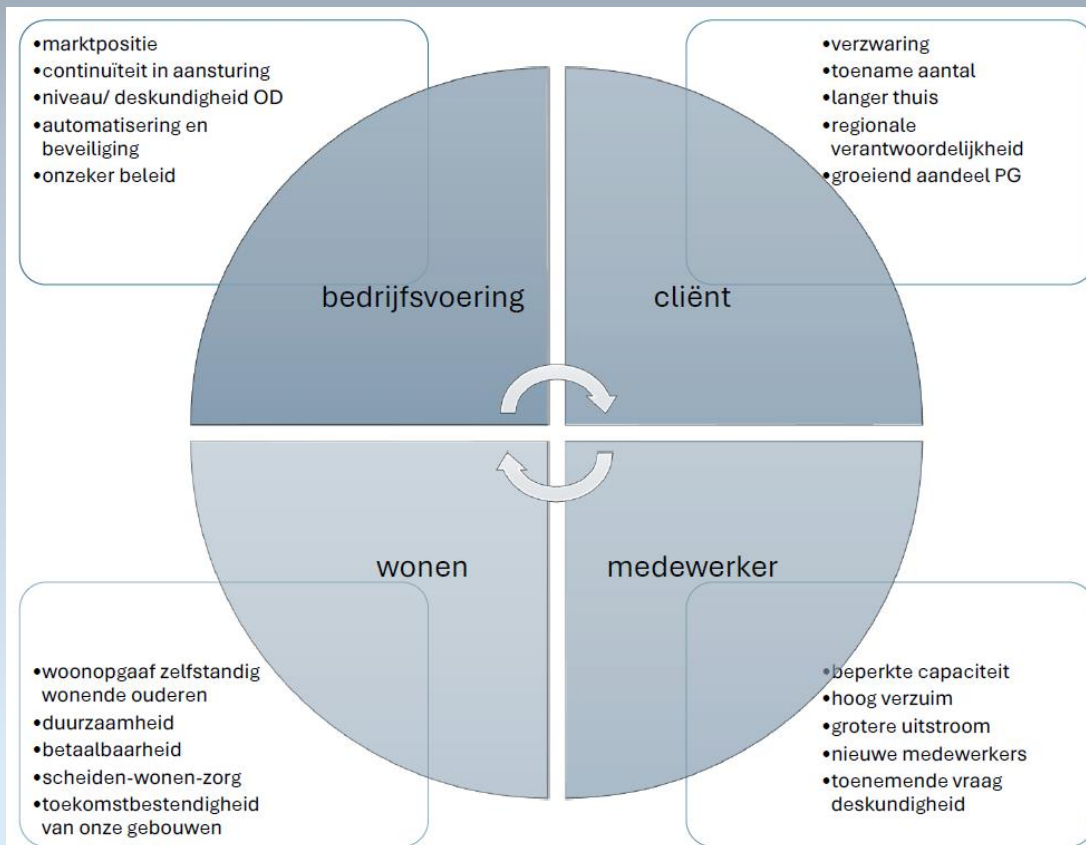 •marktpositie
•continuïteit in aansturing
•niveau/ deskundigheid OD
•automatisering en
beveiliging
•onzeker beleid
•verzwaring
•toename aantal
•langer thuis
•regionale
verantwoordelijkheid
•groeiend aandeel PG
bedrijfsvoering
cliënt
wonen
medewerker
•woonopgaaf zelfstandig
wonende ouderen
•duurzaamheid
•betaalbaarheid
•scheiden-wonen-zorg
•toekomstbestendigheid
van onze gebouwen
•beperkte capaciteit
•hoog verzuim
•grotere uitstroom
•nieuwe medewerkers
•toenemende vraag
deskundigheid